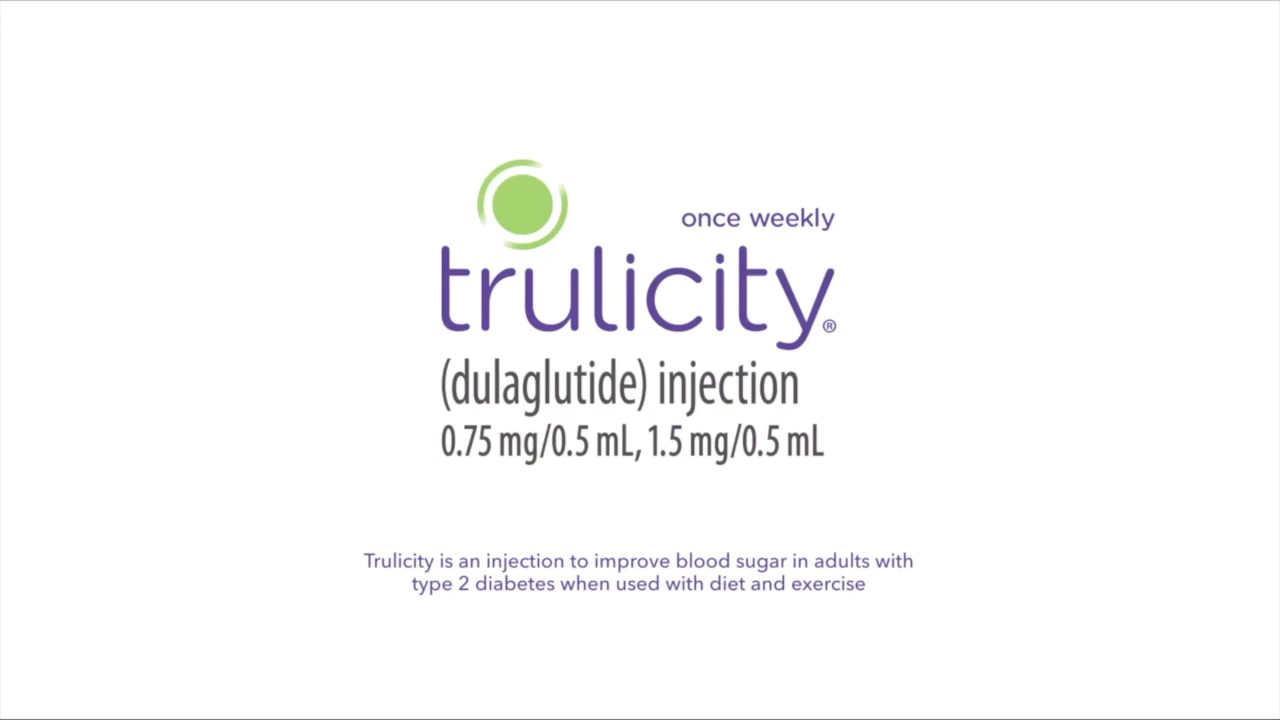 once weekly
trulicity®
(dulaglutide) injection
0.75 mg/0.5 mL, 1.5 mg/0.5 mL
Trulicity is an injection to improve blood sugar in adults with
type 2 diabetes when used with diet and exercise